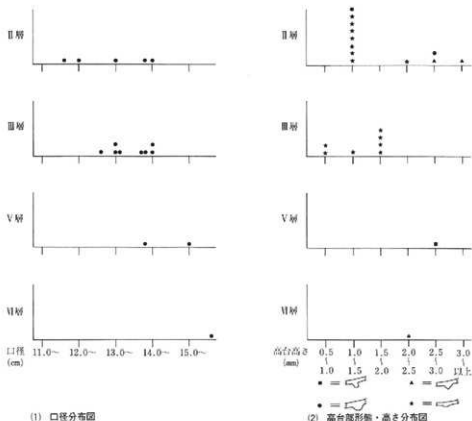 II層
III層
V層
VI層
口径
(cm)
11.0〜 12.0〜 13.0〜 14.0〜 15.0〜
(1) 口径分布図
II層
III層
V層
VI層
高台高さ
(mm)
0.5 1.0 1.5 2.0 2.5 3.0
1.0 1.5 2.0 2.5 3.0 以上
(2) 高台部形態・高さ分布図